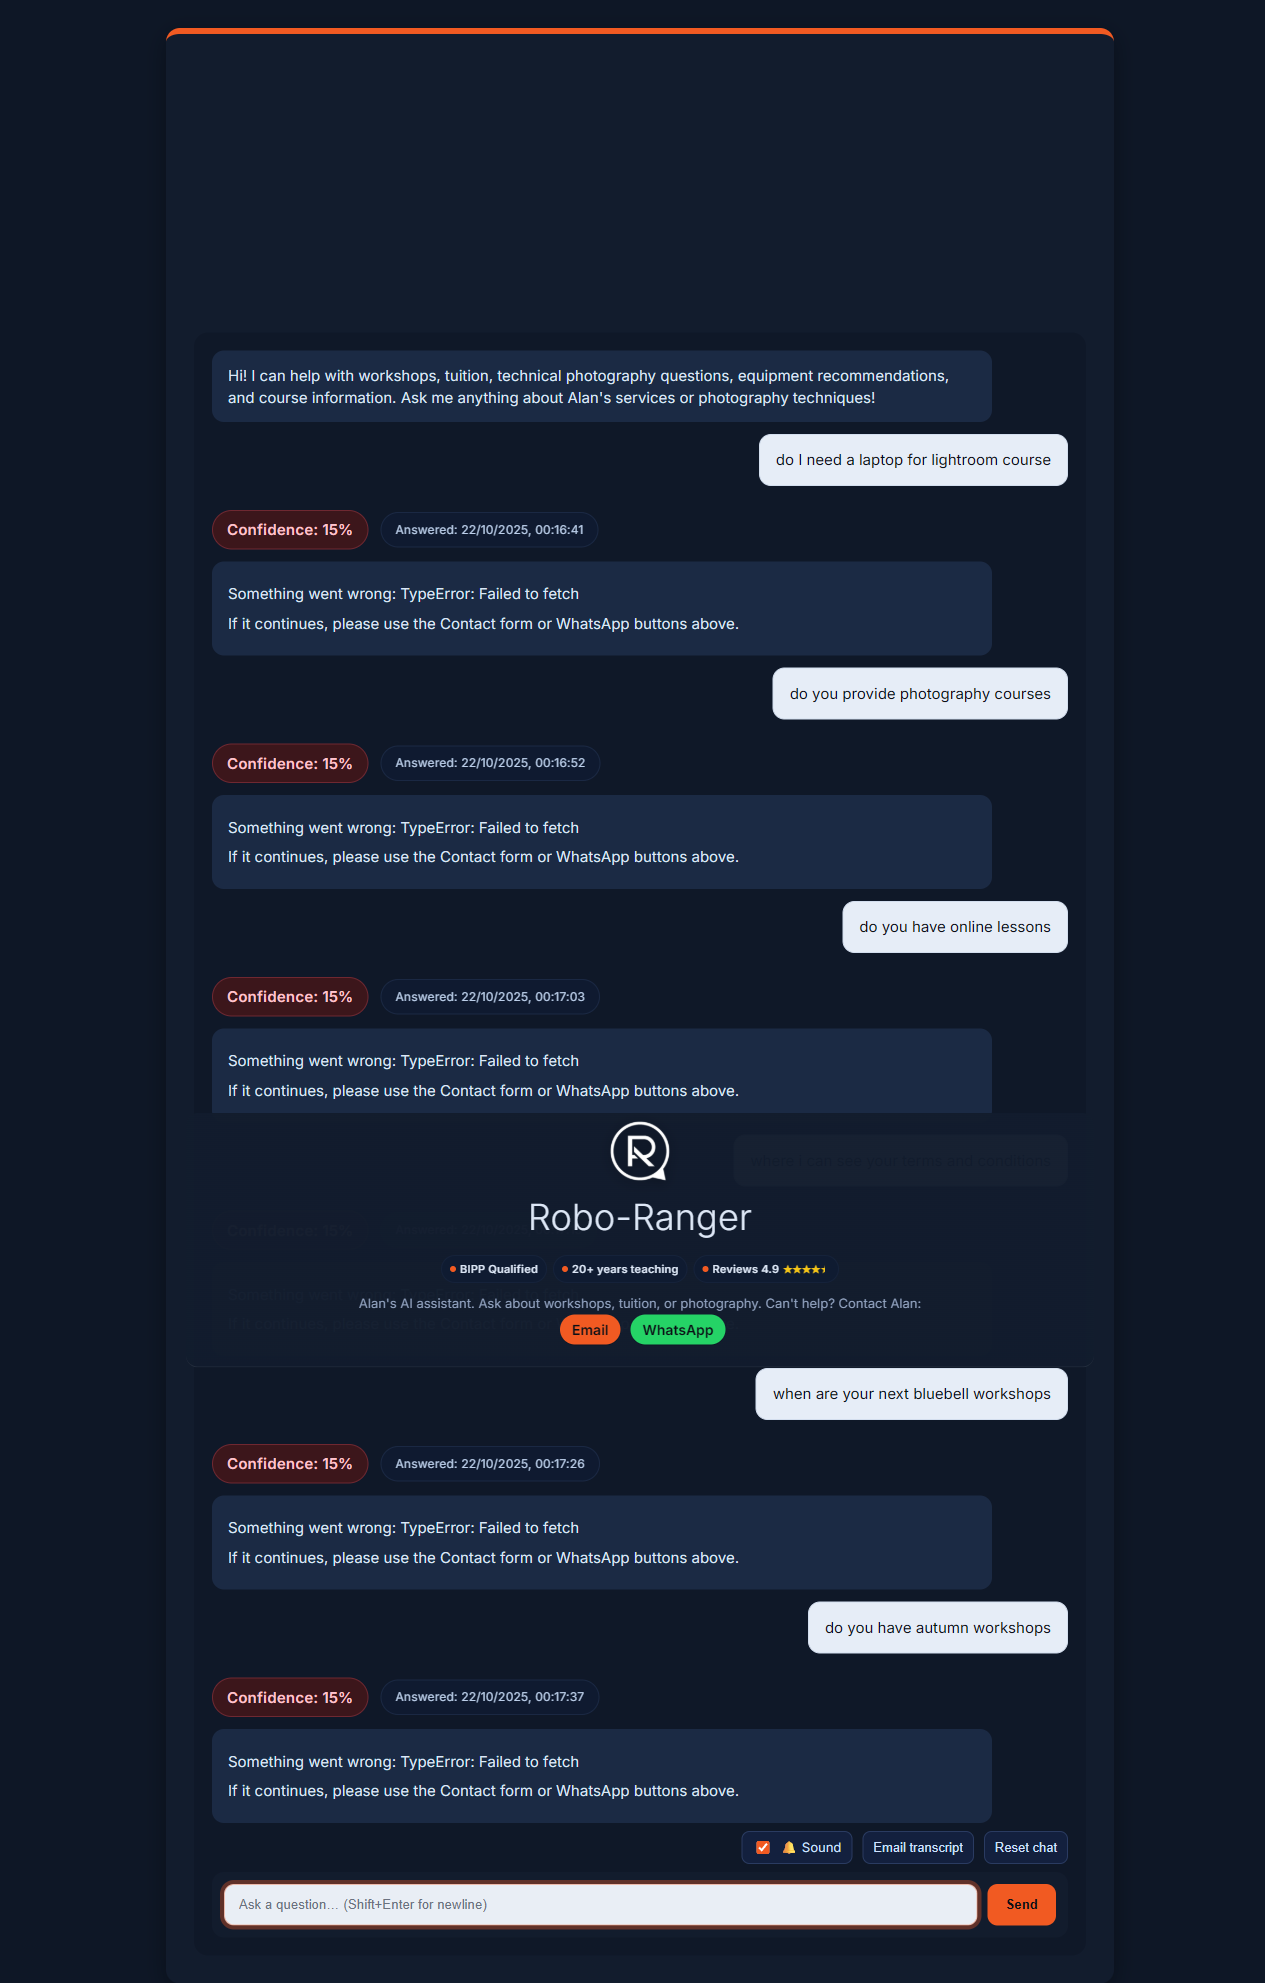 Hi! I can help with workshops, tuition, technical photography questions, equipment recommendations,
and course information. Ask me anything about Alan's services or photography techniques!
do I need a laptop for lightroom course
Confidence: 15%
Answered: 22/10/2025, 00:16:41
Something went wrong: TypeError: Failed to fetch
If it continues, please use the Contact form or WhatsApp buttons above.
do you provide photography courses
Confidence: 15%
Answered: 22/10/2025, 00:16:52
Something went wrong: TypeError: Failed to fetch
If it continues, please use the Contact form or WhatsApp buttons above.
do you have online lessons
Confidence: 15%
Answered: 22/10/2025, 00:17:03
Something went wrong: TypeError: Failed to fetch
If it continues, please use the Contact form or WhatsApp buttons above.
where I can see your terms and conditions
Confidence: 15%
Robo-Ranger
BIPP Qualified
20+ years teaching
Reviews 4.9 ★★★★
Alan's AI assistant. Ask about workshops, tuition, or photography. Can't help? Contact Alan:
Email
WhatsApp
when are your next bluebell workshops
Confidence: 15%
Answered: 22/10/2025, 00:17:26
Something went wrong: TypeError: Failed to fetch
If it continues, please use the Contact form or WhatsApp buttons above.
do you have autumn workshops
Confidence: 15%
Answered: 22/10/2025, 00:17:37
Something went wrong: TypeError: Failed to fetch
If it continues, please use the Contact form or WhatsApp buttons above.
🔔 Sound
Email transcript
Reset chat
Ask a question… (Shift+Enter for newline)
Send